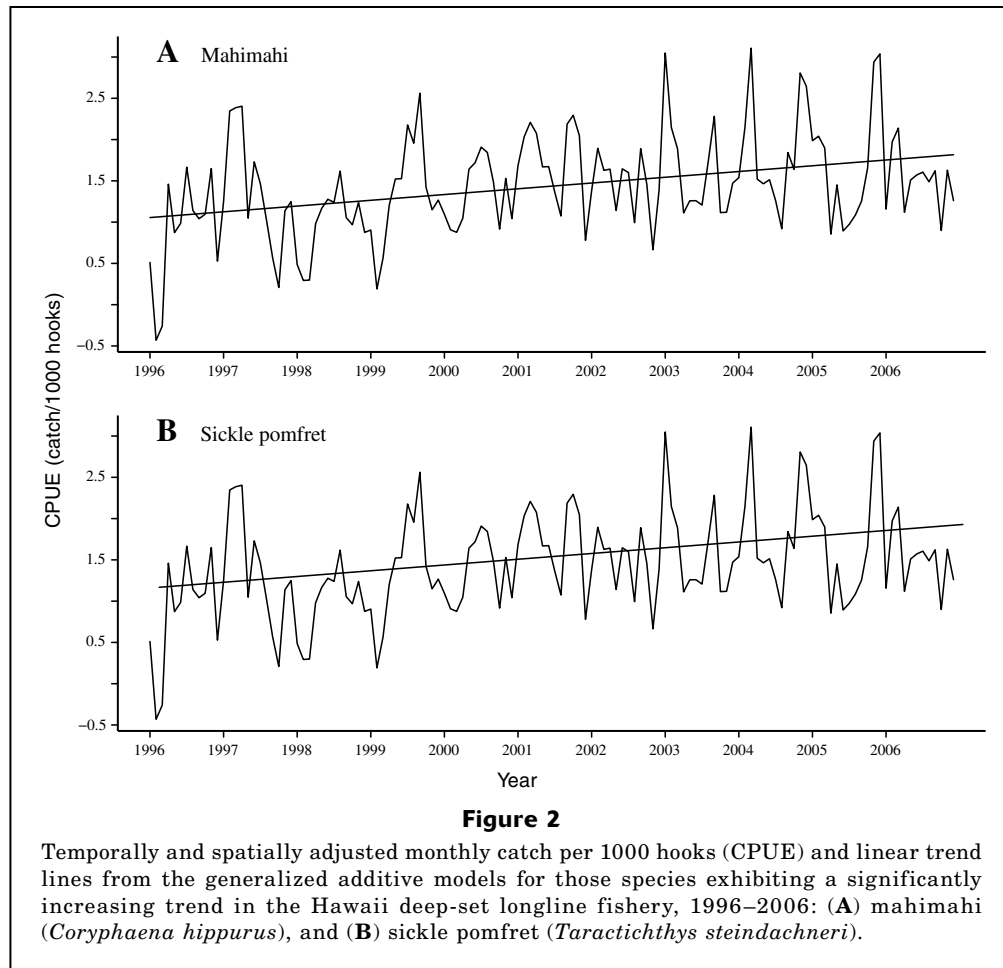 A Mahimahi
2.5
1.5
0.5
−0.5
1996 1997 1998 1999 2000 2001 2002 2003 2004 2005 2006
CPUE (catch/1000 hooks)
B Sickle pomfret
2.5
1.5
0.5
−0.5
1996 1997 1998 1999 2000 2001 2002 2003 2004 2005 2006
Year
Figure 2
Temporally and spatially adjusted monthly catch per 1000 hooks (CPUE) and linear trend
lines from the generalized additive models for those species exhibiting a significantly
increasing trend in the Hawaii deep-set longline fishery, 1996–2006: (A) mahimahi
(Coryphaena hippurus), and (B) sickle pomfret (Taractichthys steindachneri).